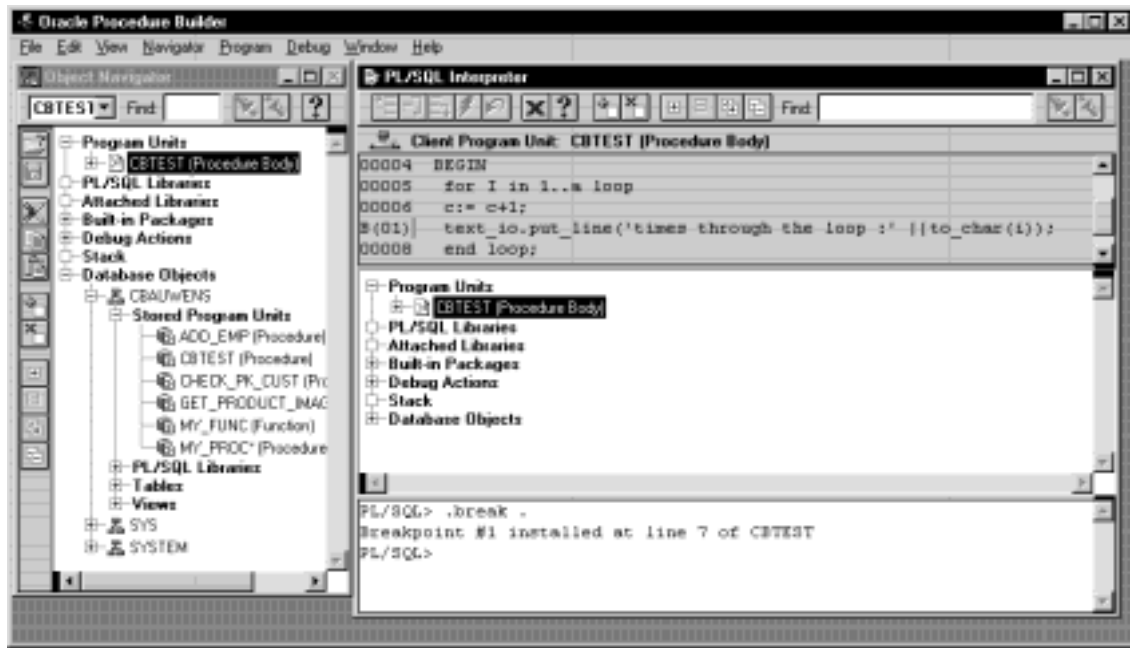 Oracle Procedure Builder
File Edit View Navigator Program Debug Window Help
Object Navigator
CBTEST Find:
Program Units
CBTEST (Procedure Body)
PL/SQL Libraries
Attached Libraries
Built-in Packages
Debug Actions
Stack
Database Objects
CBAUWENS
Stored Program Units
ADD_EMP (Procedure)
CBTEST (Procedure)
CHECK_PK_CUST (Pro
GET_PRODUCT_IMAG
MY_FUNC (Function)
MY_PROC* (Procedure
PL/SQL Libraries
Tables
Views
SYS
SYSTEM
PL/SQL Interpreter
Find:
Client Program Unit: CBTEST (Procedure Body)
00004 BEGIN
00005 for I in 1..m loop
00006 c:= c+1;
B(01) text_io.put_line('times through the loop :' ||to_char(i));
00008 end loop;
Program Units
CBTEST (Procedure Body)
PL/SQL Libraries
Attached Libraries
Built-in Packages
Debug Actions
Stack
Database Objects
PL/SQL> .break .
Breakpoint #1 installed at line 7 of CBTEST
PL/SQL>